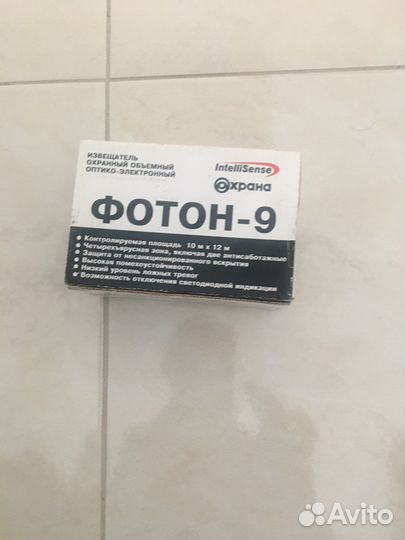 ИЗВЕЩАТЕЛЬ
ОХРАННЫЙ ОБЪЕМНЫЙ
ОПТИКО-ЭЛЕКТРОННЫЙ
IntelliSense
Охрана
ФОТОН-9
Контролируемая площадь 10 м x 12 м
Четырехъярусная зона, включая две антисаботажные
Защита от несанкционированного вскрытия
Высокая помехоустойчивость
Низкий уровень ложных тревог
Возможность отключения светодиодной индикации
Avito